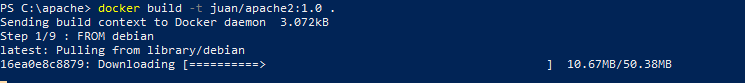 PS C:\apache> docker build -t juan/apache2:1.0 .
Sending build context to Docker daemon  3.072kB
Step 1/9 : FROM debian
latest: Pulling from library/debian
16ea0e8c8879: Downloading [==========>                                        ]  10.67MB/50.38MB